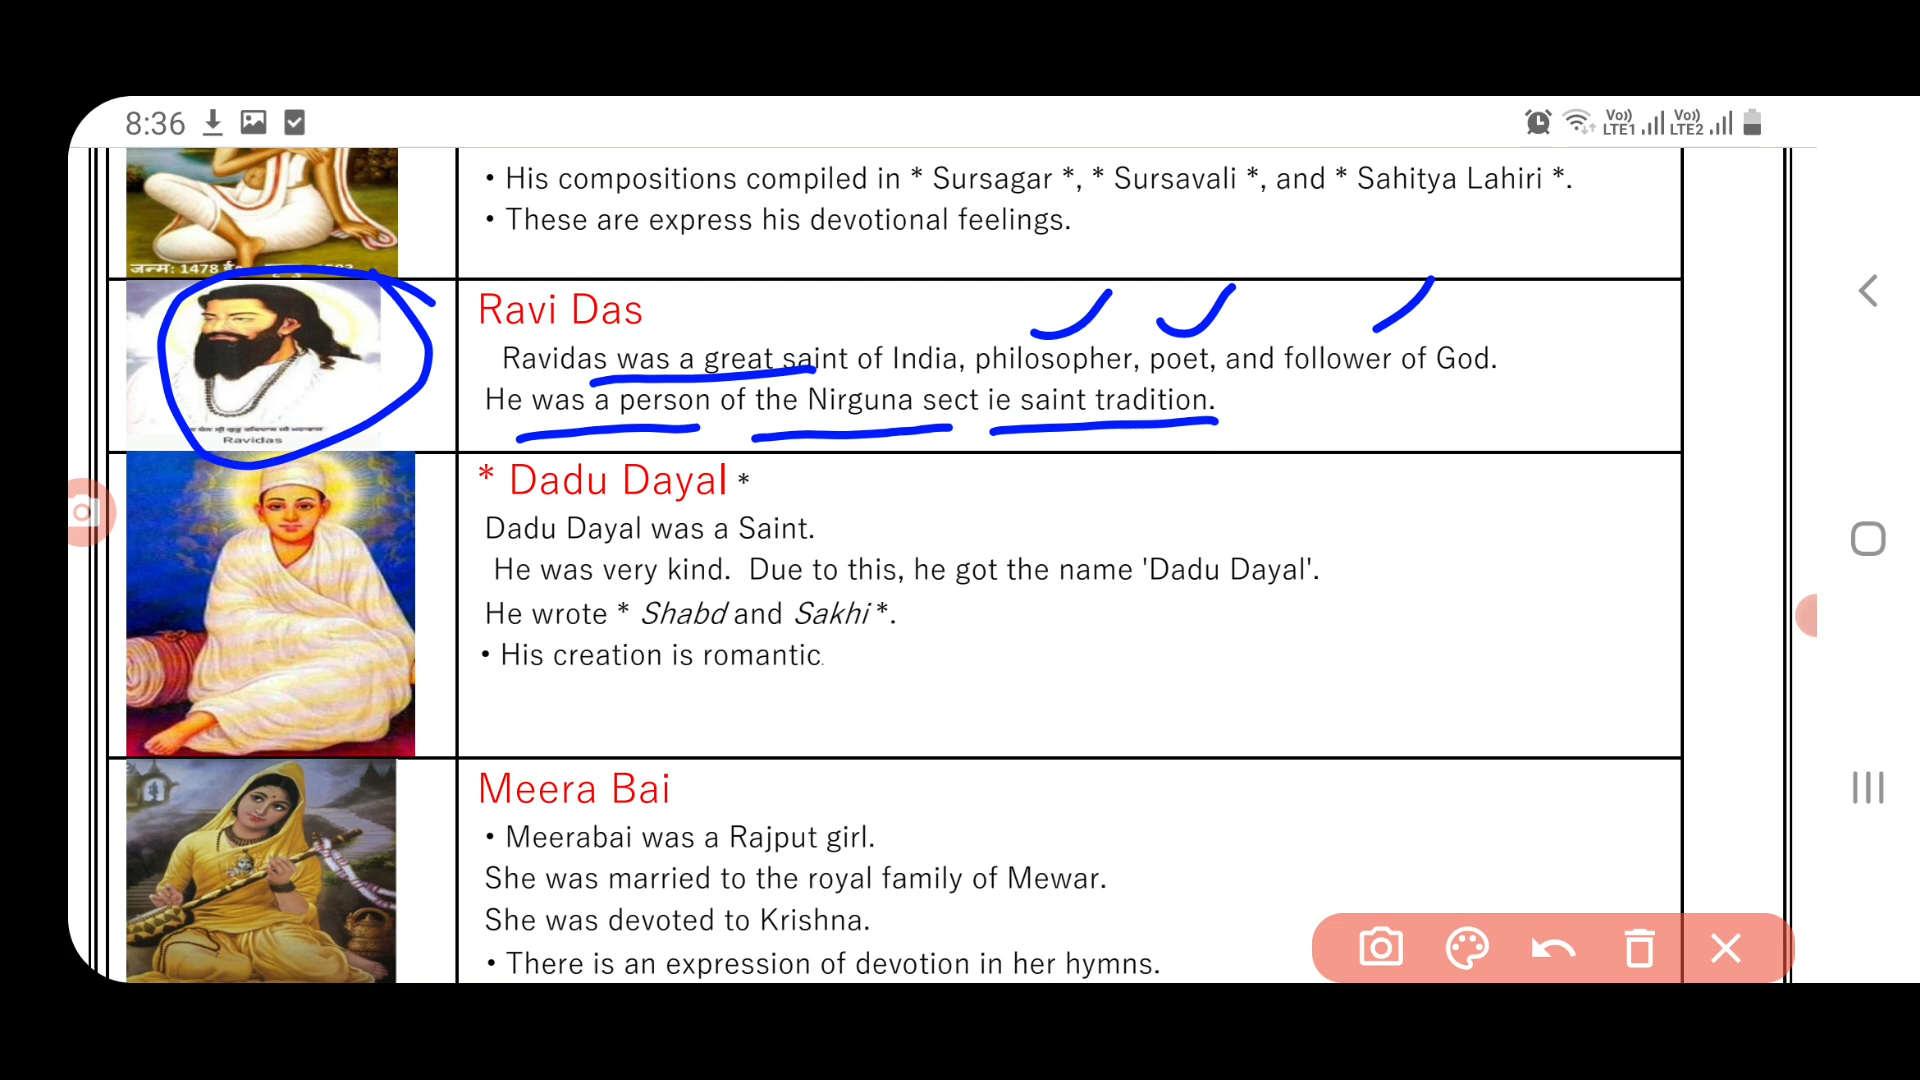 8:36
Vo)) LTE1 Vo)) LTE2
• His compositions compiled in * Sursagar *, * Sursavali *, and * Sahitya Lahiri *.
• These are express his devotional feelings.
जन्म: 1478 ई
Ravi Das
Ravidas was a great saint of India, philosopher, poet, and follower of God.
He was a person of the Nirguna sect ie saint tradition.
Ravidas
* Dadu Dayal *
Dadu Dayal was a Saint.
He was very kind. Due to this, he got the name 'Dadu Dayal'.
He wrote * Shabd and Sakhi *.
• His creation is romantic.
Meera Bai
• Meerabai was a Rajput girl.
She was married to the royal family of Mewar.
She was devoted to Krishna.
• There is an expression of devotion in her hymns.